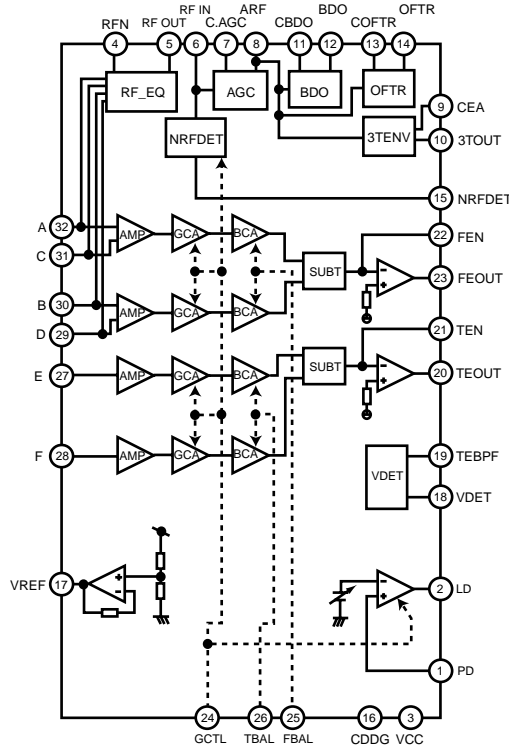 RFN RF OUT RF IN C.AGC ARF CBDO BDO COFTR OFTR
4 5 6 7 8 11 12 13 14
RF_EQ AGC BDO OFTR
9 CEA
NRFDET 3TENV 10 3TOUT
15 NRFDET
A 32 AMP GCA BCA 22 FEN
C 31
SUBT 23 FEOUT
B 30 AMP GCA BCA
D 29 21 TEN
E 27 AMP GCA BCA SUBT 20 TEOUT
F 28 AMP GCA BCA 19 TEBPF
VDET 18 VDET
VREF 17 2 LD
1 PD
24 26 25 16 3
GCTL TBAL FBAL CDDG VCC